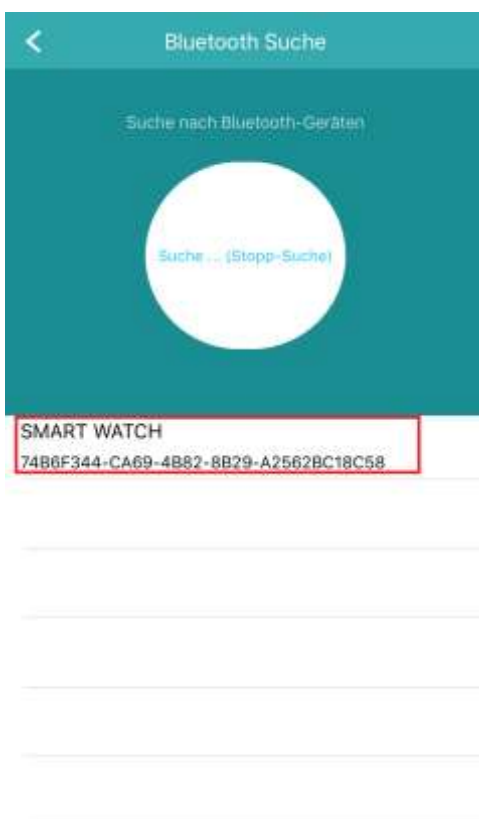 Bluetooth Suche
Suche nach Bluetooth-Geräten
Suche ... (Stopp-Suche)
SMART WATCH
74B6F344-CA69-4B82-8B29-A2562BC18C58